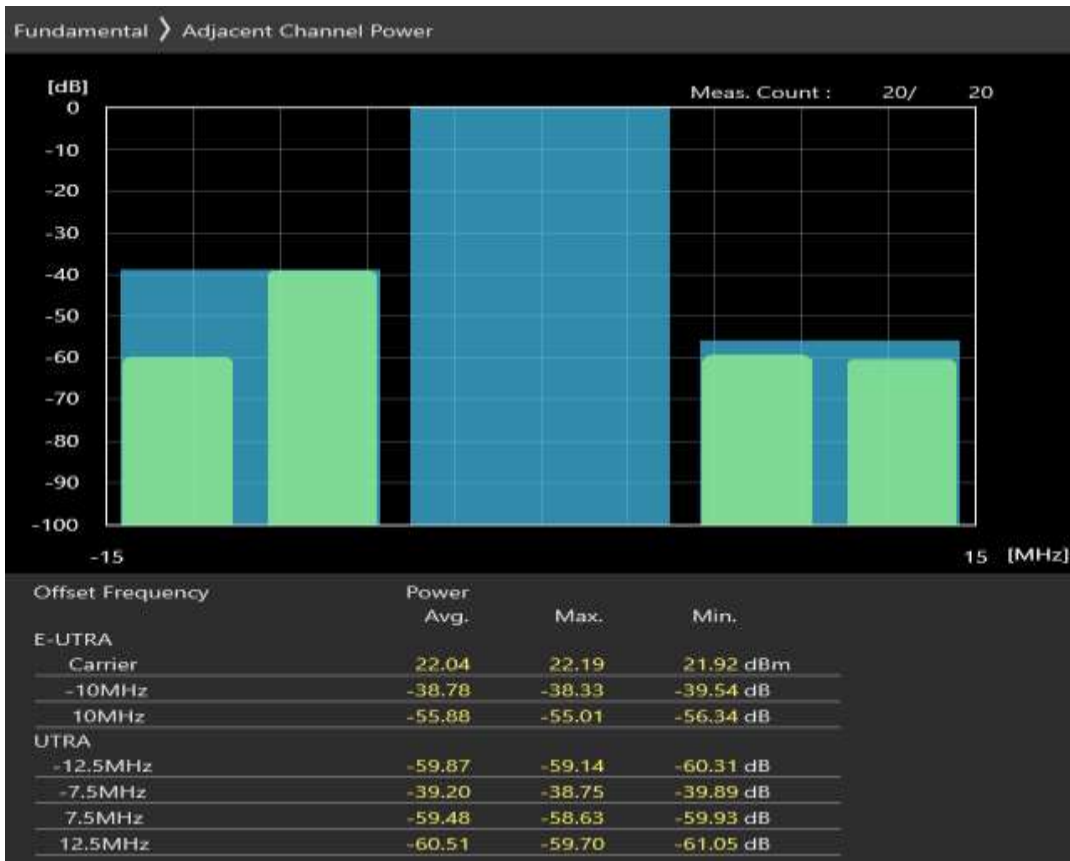 Fundamental 〉 Adjacent Channel Power
[dB]
Meas. Count : 20/ 20
0
-10
-20
-30
-40
-50
-60
-70
-80
-90
-100
-15 15 [MHz]
Offset Frequency Power
Avg. Max. Min.
E-UTRA
Carrier 22.04 22.19 21.92 dBm
-10MHz -38.78 -38.33 -39.54 dB
10MHz -55.88 -55.01 -56.34 dB
UTRA
-12.5MHz -59.87 -59.14 -60.31 dB
-7.5MHz -39.20 -38.75 -39.89 dB
7.5MHz -59.48 -58.63 -59.93 dB
12.5MHz -60.51 -59.70 -61.05 dB